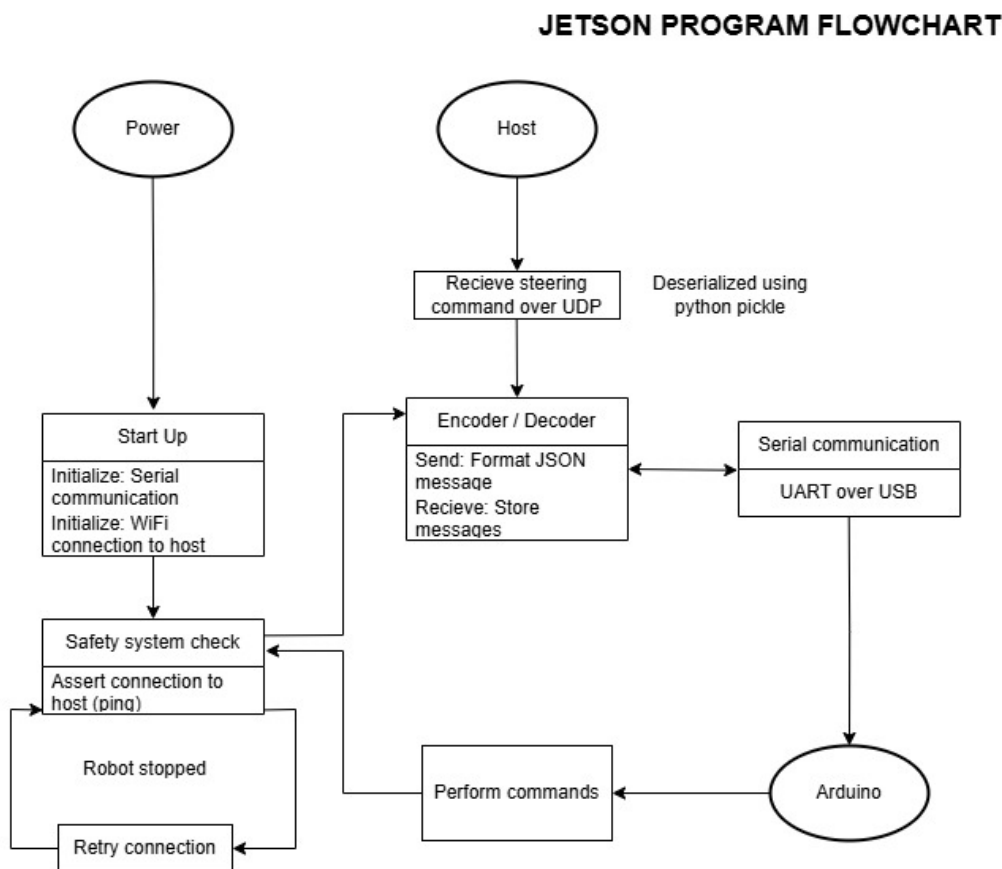 JETSON PROGRAM FLOWCHART
Power
Host
Recieve steering
command over UDP
Deserialized using
python pickle
Start Up
Initialize: Serial
communication
Initialize: WiFi
connection to host
Encoder / Decoder
Send: Format JSON
message
Recieve: Store
messages
Serial communication
UART over USB
Safety system check
Assert connection to
host (ping)
Robot stopped
Retry connection
Perform commands
Arduino